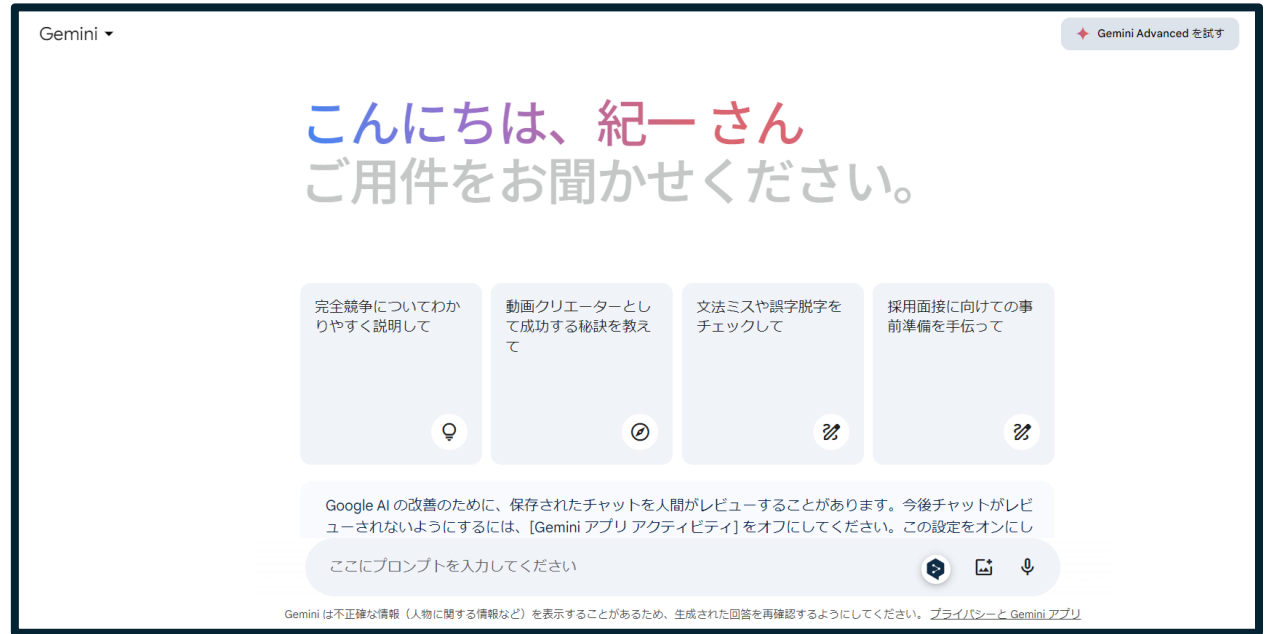 Gemini
Gemini Advanced を試す
こんにちは、紀一 さん
ご用件をお聞かせください。
完全競争についてわか
りやすく説明して
動画クリエーターとし
て成功する秘訣を教え
て
文法ミスや誤字脱字を
チェックして
採用面接に向けての事
前準備を手伝って
Google AI の改善のために、保存されたチャットを人間がレビューすることがあります。今後チャットがレビ
ューされないようにするには、[Gemini アプリ アクティビティ] をオフにしてください。この設定をオンにし
ここにプロンプトを入力してください
Gemini は不正確な情報（人物に関する情報など）を表示することがあるため、生成された回答を再確認するようにしてください。 プライバシーと Gemini アプリ